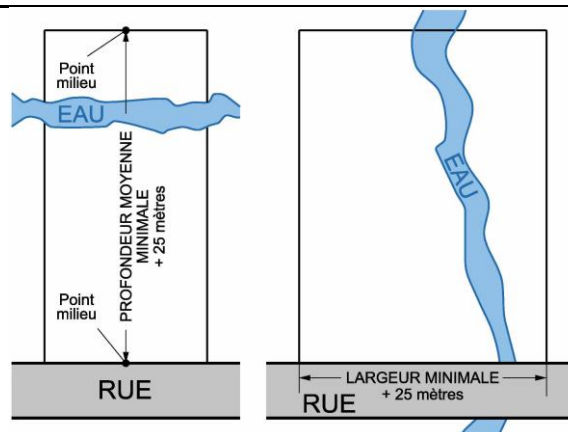 Point
milieu
EAU
PROFONDEUR MOYENNE
MINIMALE
+ 25 mètres
Point
milieu
RUE
EAU
LARGEUR MINIMALE
+ 25 mètres
RUE